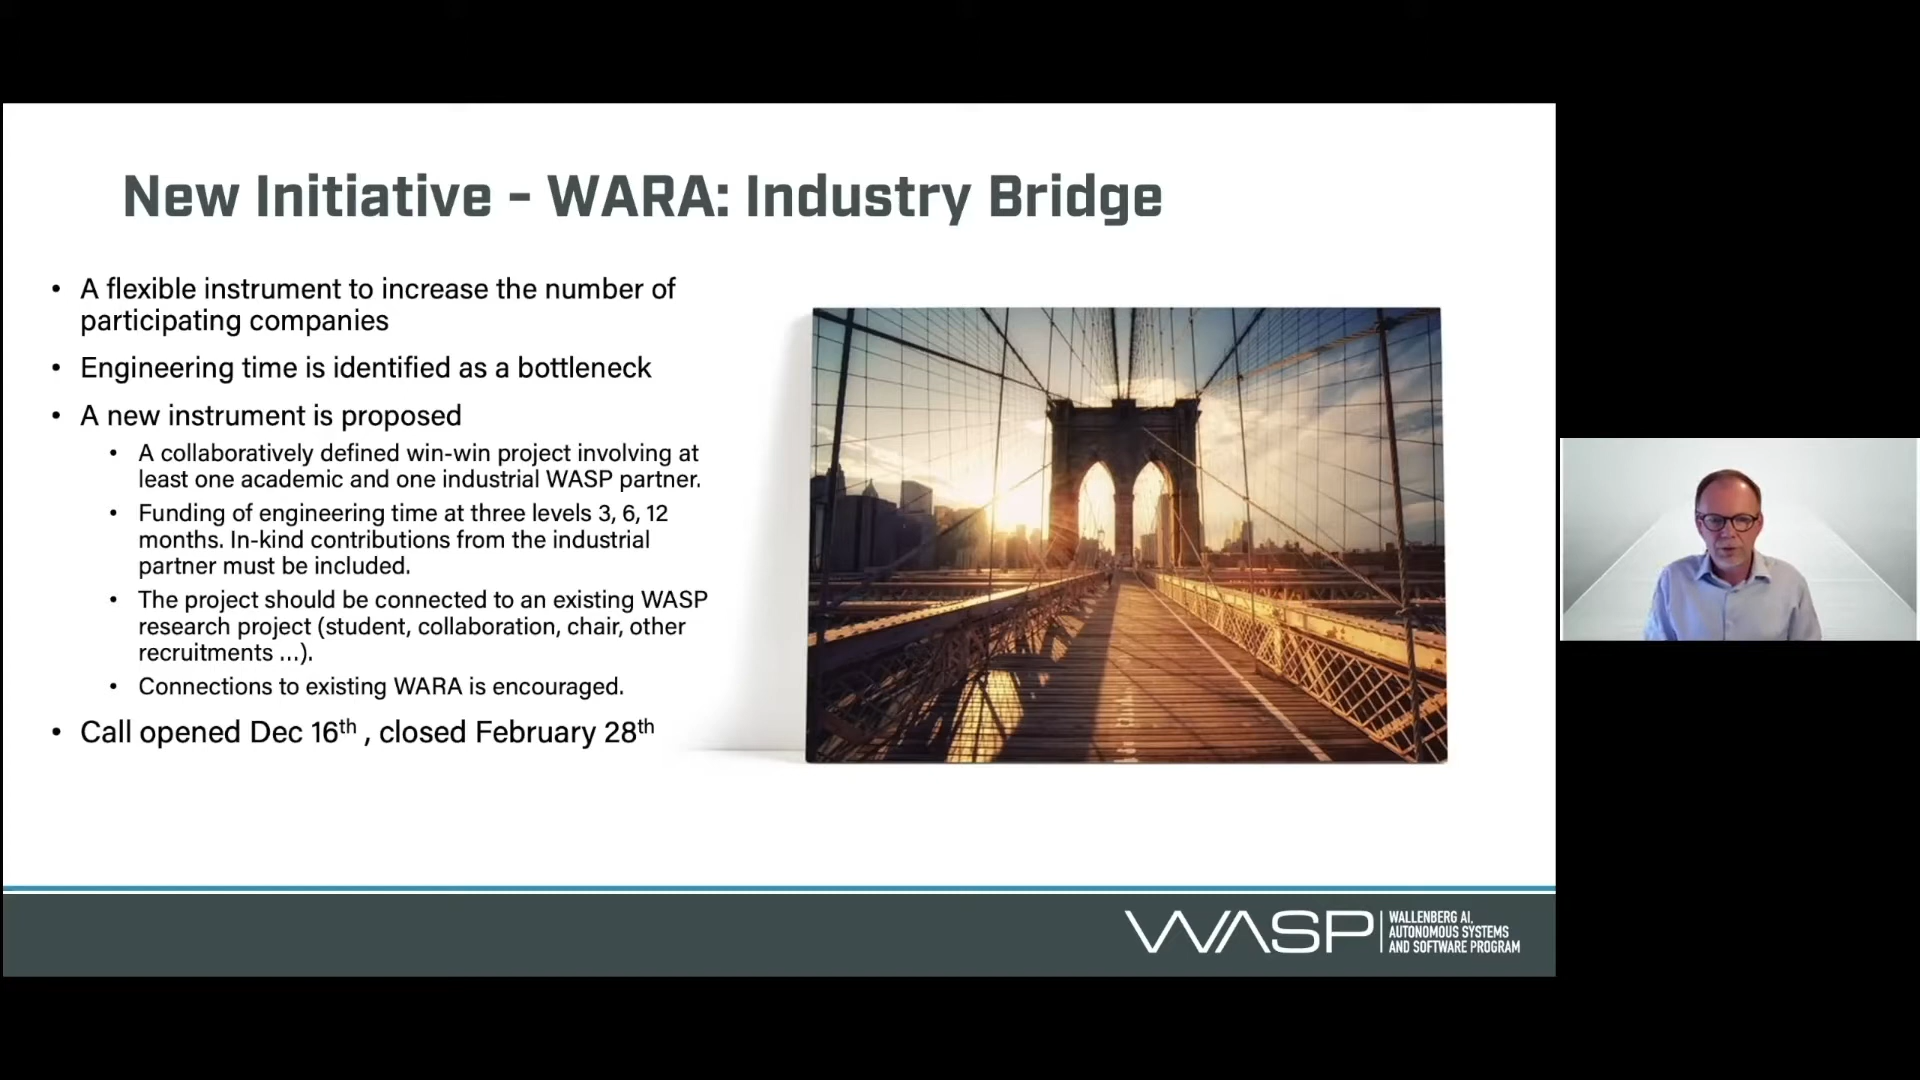 New Initiative – WARA: Industry Bridge
• A flexible instrument to increase the number of
participating companies
• Engineering time is identified as a bottleneck
• A new instrument is proposed
• A collaboratively defined win-win project involving at
least one academic and one industrial WASP partner.
• Funding of engineering time at three levels 3, 6, 12
months. In-kind contributions from the industrial
partner must be included.
• The project should be connected to an existing WASP
research project (student, collaboration, chair, other
recruitments ...).
• Connections to existing WARA is encouraged.
• Call opened Dec 16th , closed February 28th
WASP
WALLENBERG AI,
AUTONOMOUS SYSTEMS
AND SOFTWARE PROGRAM